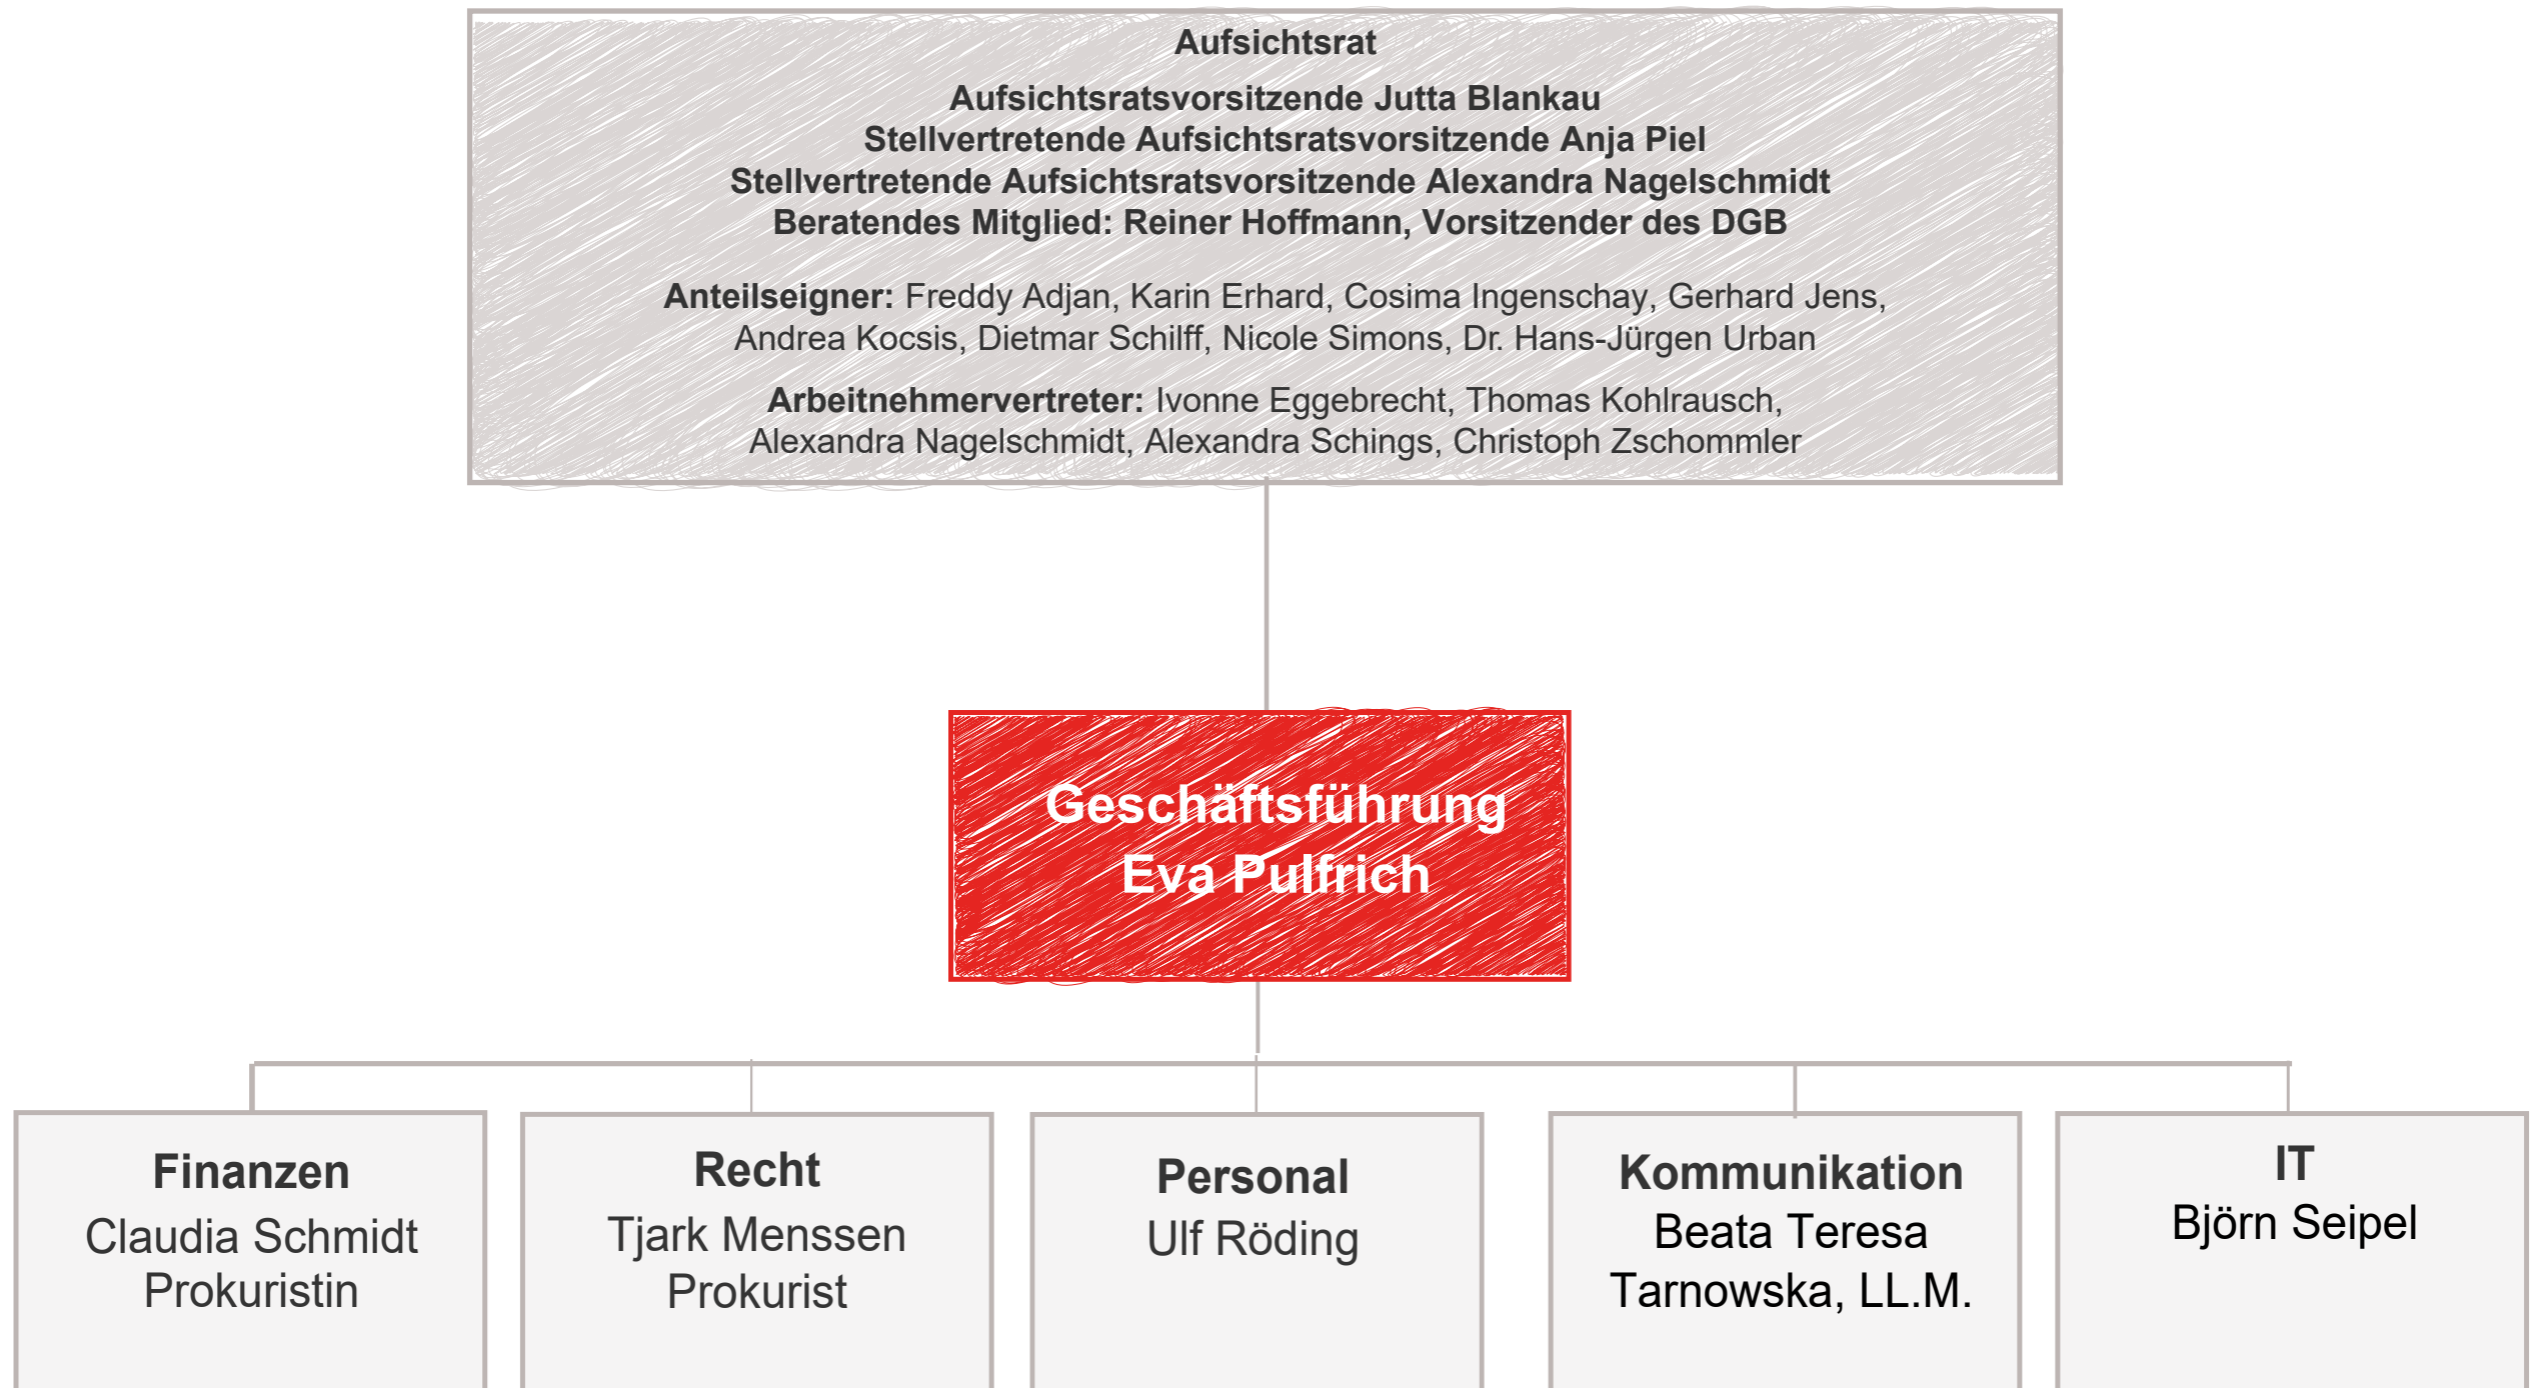 Aufsichtsrat
Aufsichtsratsvorsitzende Jutta Blankau
Stellvertretende Aufsichtsratsvorsitzende Anja Piel
Stellvertretende Aufsichtsratsvorsitzende Alexandra Nagelschmidt
Beratendes Mitglied: Reiner Hoffmann, Vorsitzender des DGB
Anteilseigner: Freddy Adjan, Karin Erhard, Cosima Ingenschay, Gerhard Jens,
Andrea Kocsis, Dietmar Schilff, Nicole Simons, Dr. Hans-Jürgen Urban
Arbeitnehmervertreter: Ivonne Eggebrecht, Thomas Kohlrausch,
Alexandra Nagelschmidt, Alexandra Schings, Christoph Zschommler
Geschäftsführung
Eva Pulfrich
Finanzen
Claudia Schmidt
Prokuristin
Recht
Tjark Menssen
Prokurist
Personal
Ulf Röding
Kommunikation
Beata Teresa
Tarnowska, LL.M.
IT
Björn Seipel